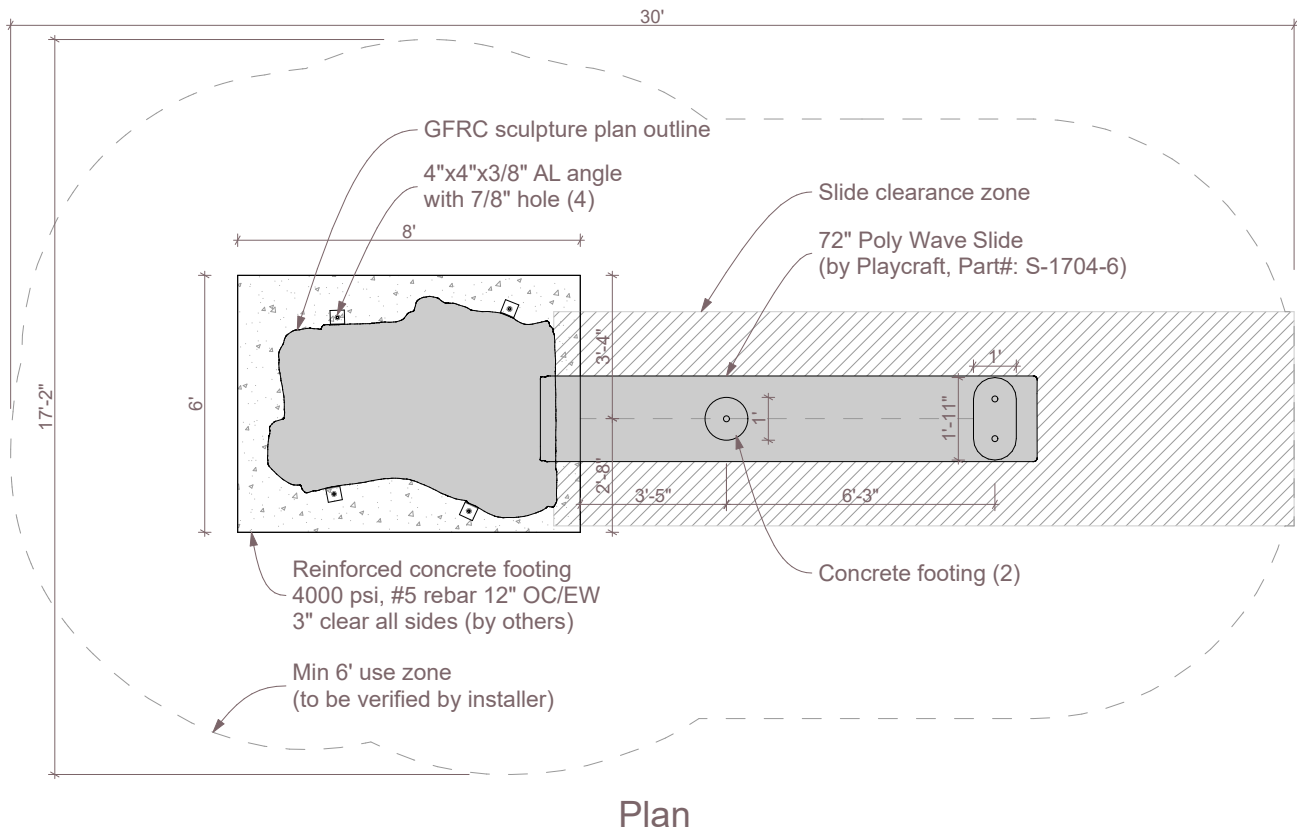 30'
GFRC sculpture plan outline
4"x4"x3/8" AL angle
with 7/8" hole (4)
Slide clearance zone
8'
72" Poly Wave Slide
(by Playcraft, Part#: S-1704-6)
3'-4"
1'
17'-2"
6'
1'
1'-11"
2'-8"
3'-5"
6'-3"
Reinforced concrete footing
4000 psi, #5 rebar 12" OC/EW
3" clear all sides (by others)
Concrete footing (2)
Min 6' use zone
(to be verified by installer)
Plan